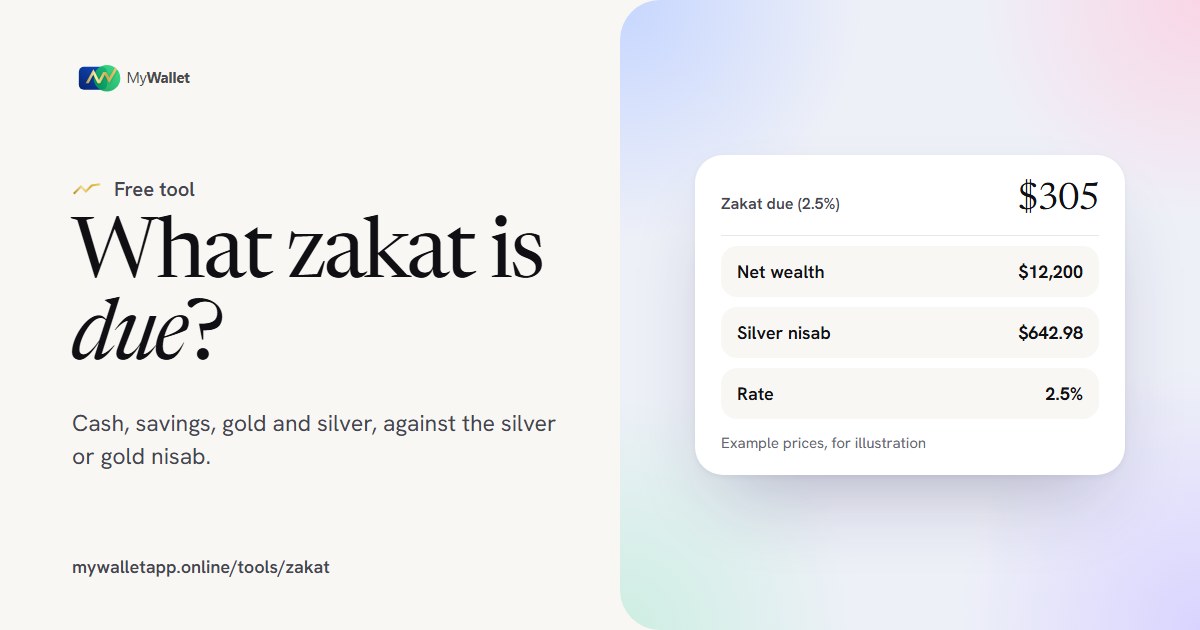 MyWallet
Free tool
What zakat is
due?
Cash, savings, gold and silver, against the silver
or gold nisab.
mywalletapp.online/tools/zakat
Zakat due (2.5%) $305
Net wealth $12,200
Silver nisab $642.98
Rate 2.5%
Example prices, for illustration